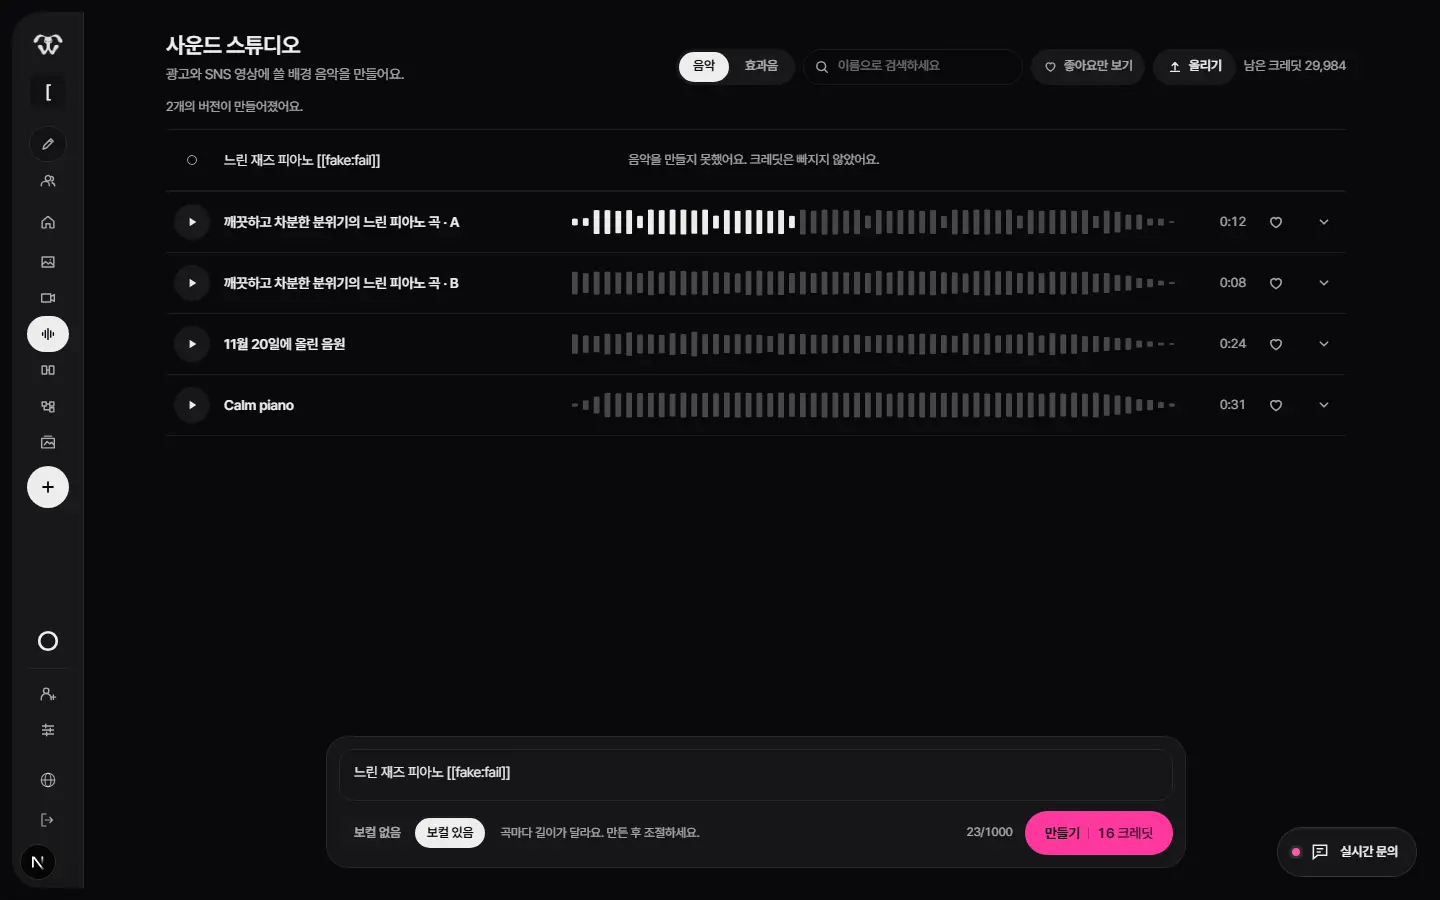 사운드 스튜디오
광고와 SNS 영상에 쓸 배경 음악을 만들어요.
음악
효과음
이름으로 검색하세요
좋아요만 보기
올리기
남은 크레딧 29,984
2개의 버전이 만들어졌어요.
느린 재즈 피아노 [[fake:fail]]
음악을 만들지 못했어요. 크레딧은 빠지지 않았어요.
깨끗하고 차분한 분위기의 느린 피아노 곡 · A
0:12
깨끗하고 차분한 분위기의 느린 피아노 곡 · B
0:08
11월 20일에 올린 음원
0:24
Calm piano
0:31
[
N
느린 재즈 피아노 [[fake:fail]]
보컬 없음
보컬 있음
곡마다 길이가 달라요. 만든 후 조절하세요.
23/1000
만들기 | 16 크레딧
실시간 문의